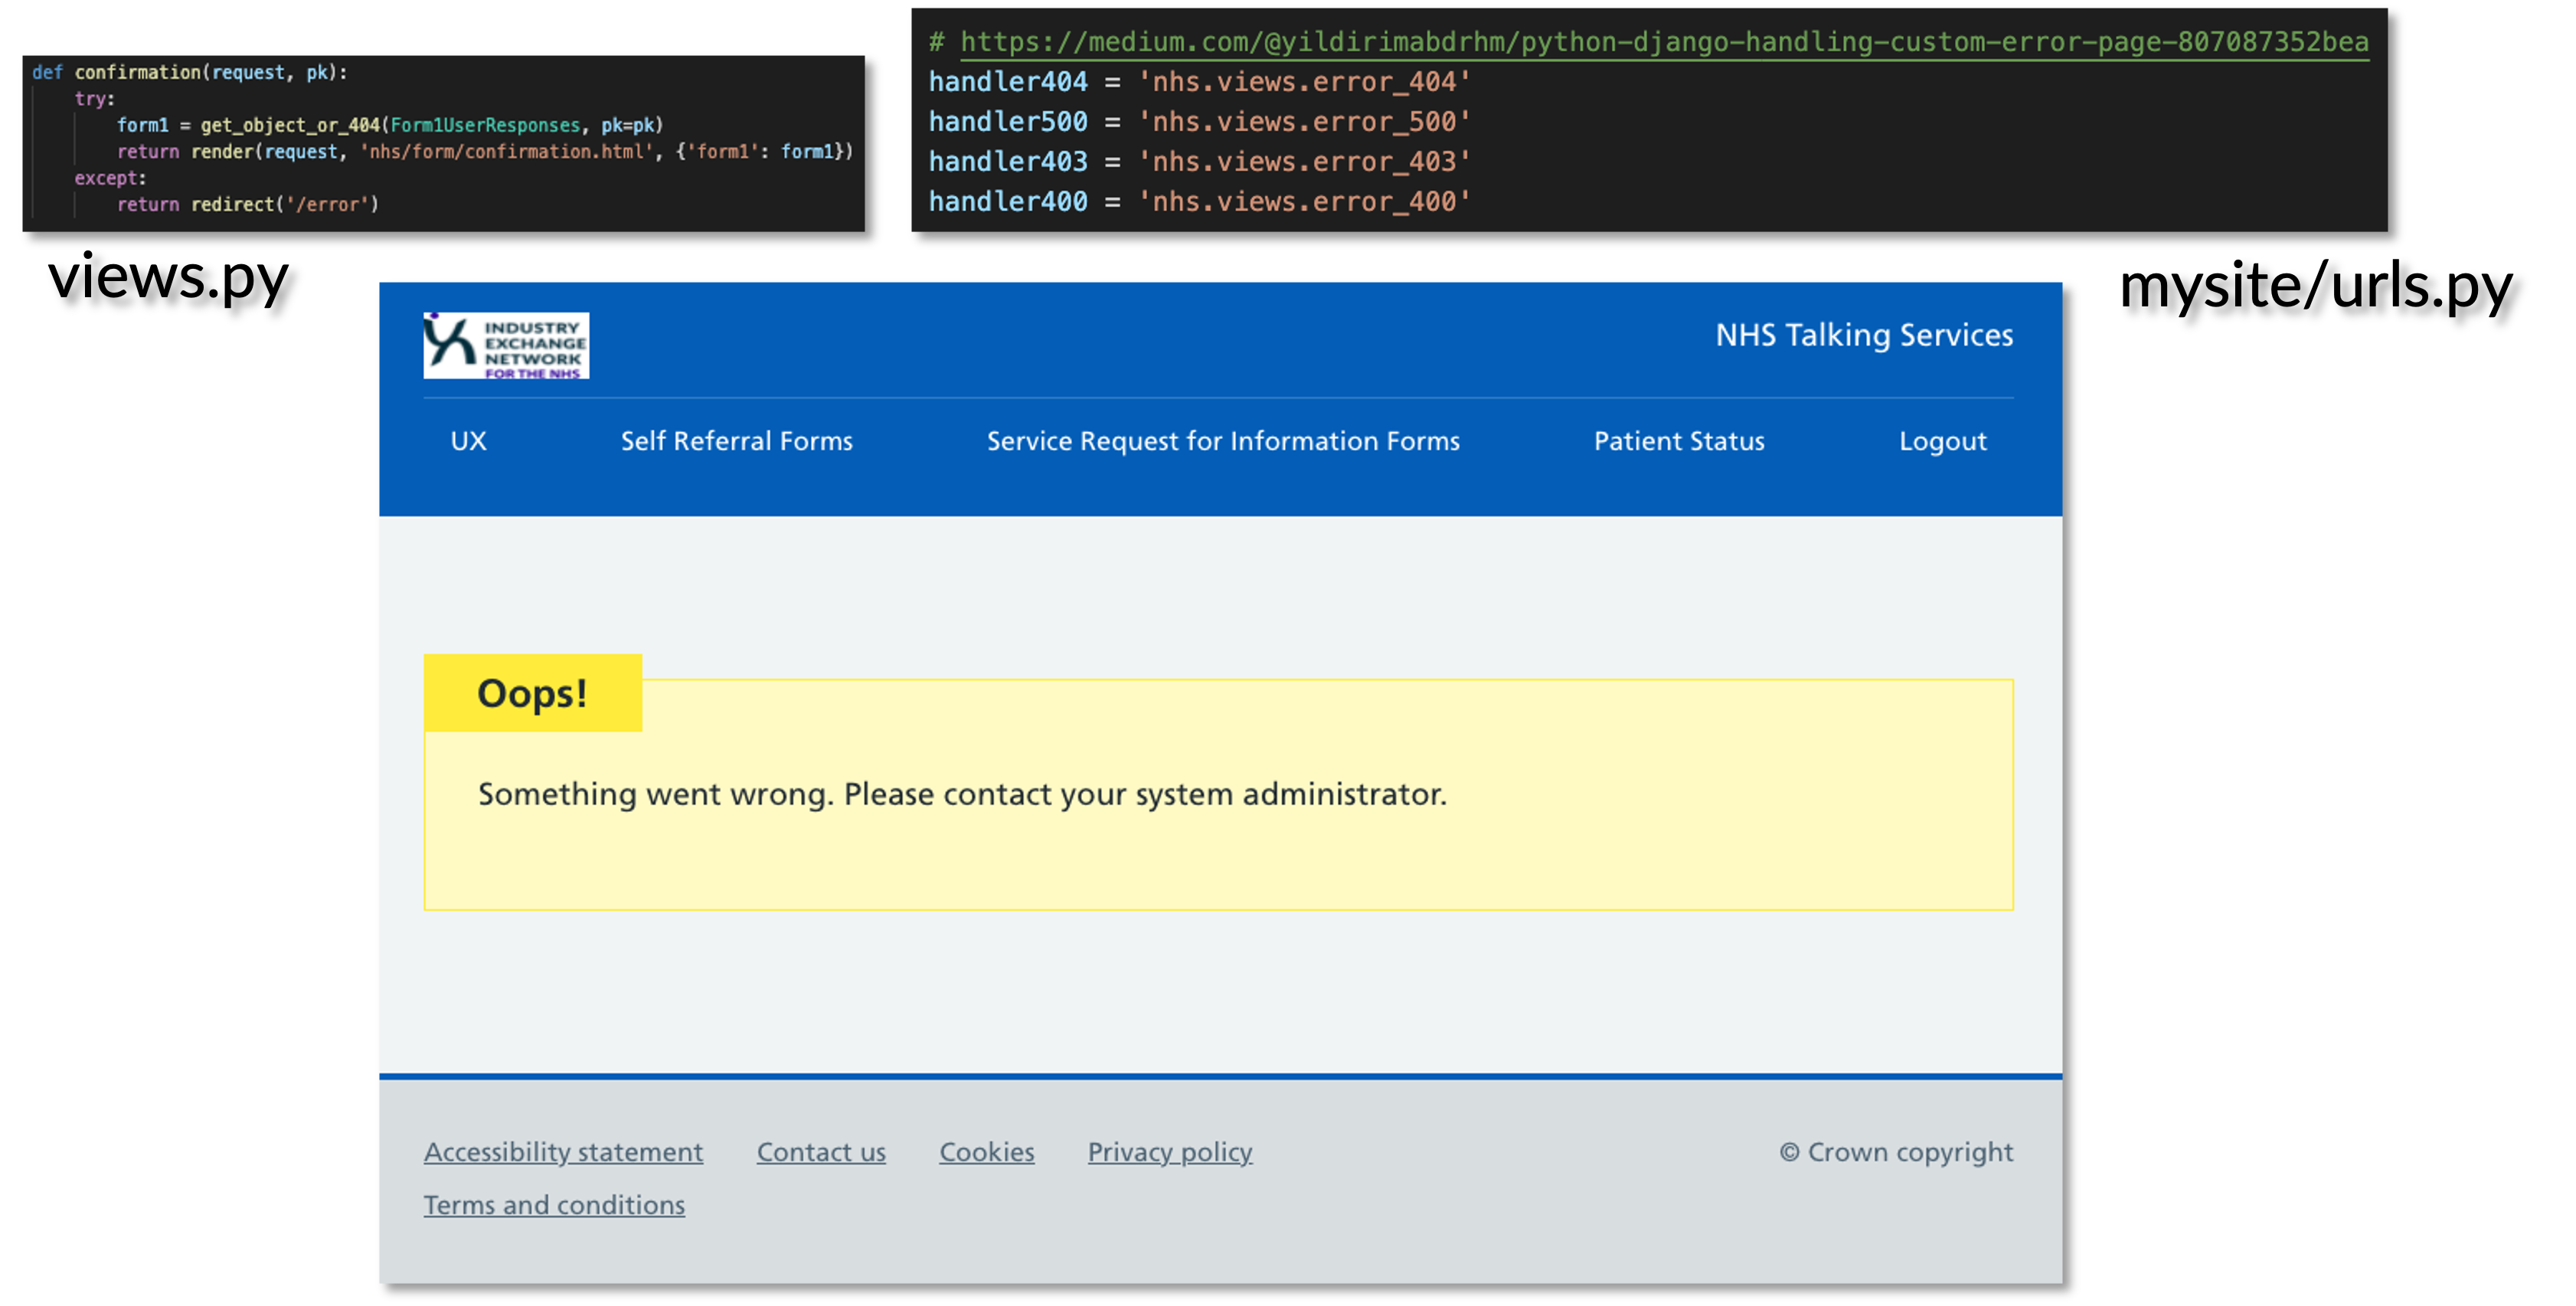 def confirmation(request, pk):
try:
form1 = get_object_or_404(Form1UserResponses, pk=pk)
return render(request, 'nhs/form/confirmation.html', {'form1': form1})
except:
return redirect('/error')
views.py
# https://medium.com/@yildirimabdrhm/python-django-handling-custom-error-page-807087352bea
handler404 = 'nhs.views.error_404'
handler500 = 'nhs.views.error_500'
handler403 = 'nhs.views.error_403'
handler400 = 'nhs.views.error_400'
mysite/urls.py
INDUSTRY
EXCHANGE
NETWORK
FOR THE NHS
NHS Talking Services
UX Self Referral Forms Service Request for Information Forms Patient Status Logout
Oops!
Something went wrong. Please contact your system administrator.
Accessibility statement Contact us Cookies Privacy policy © Crown copyright
Terms and conditions